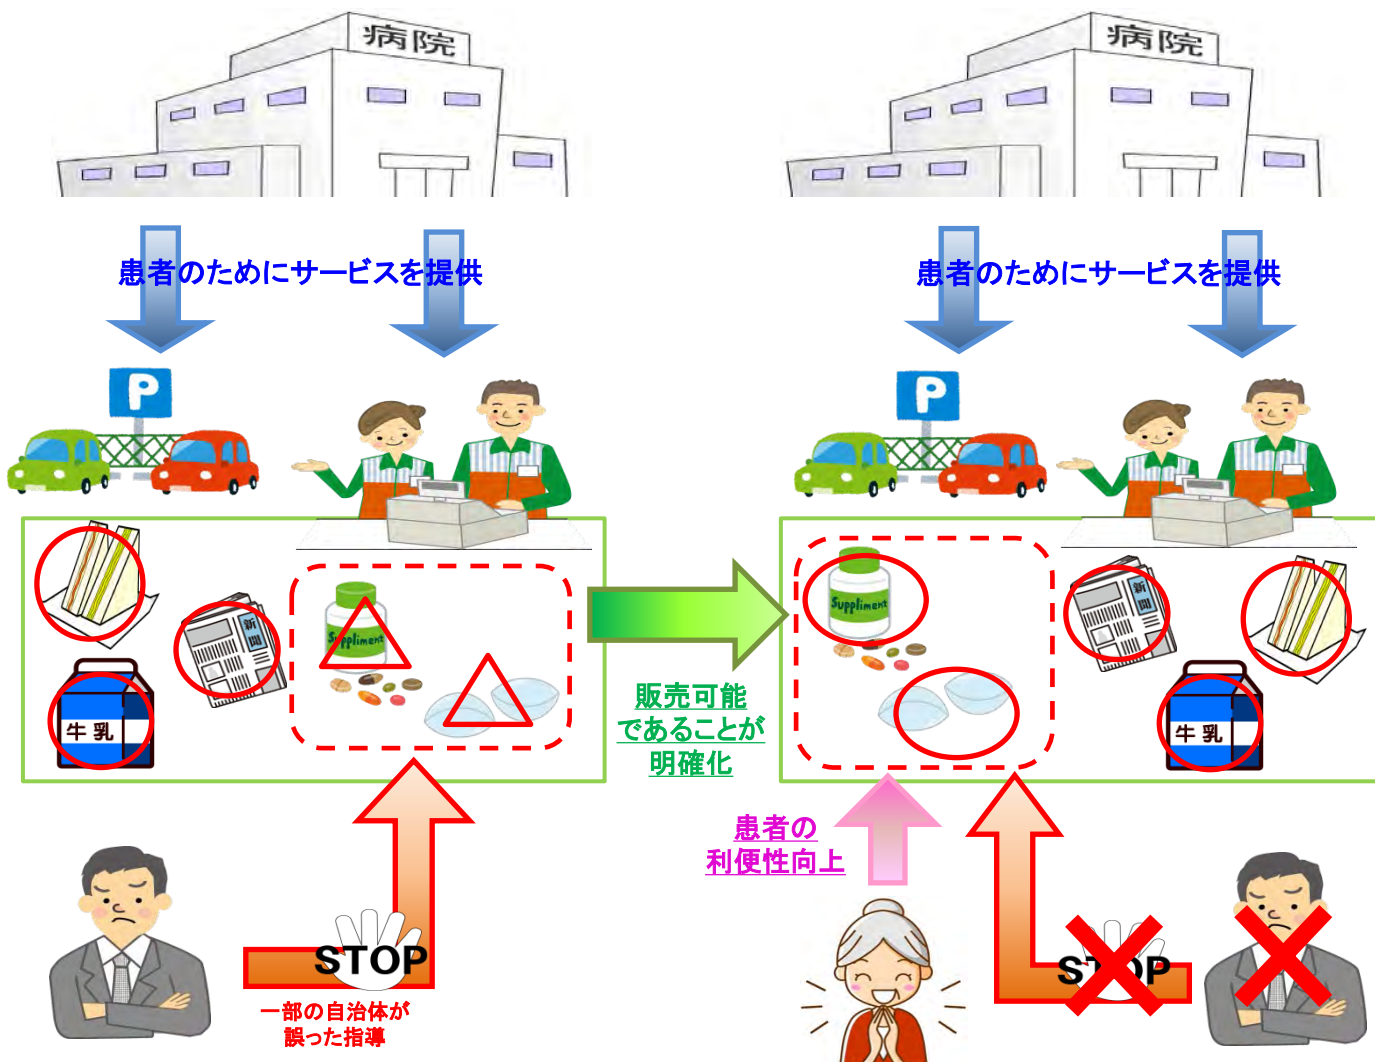 病院
病院
患者のためにサービスを提供
患者のためにサービスを提供
P
P
新聞
Suppliment
牛乳
Suppliment
新聞
牛乳
販売可能
であることが
明確化
患者の
利便性向上
STOP
一部の自治体が
誤った指導
STOP